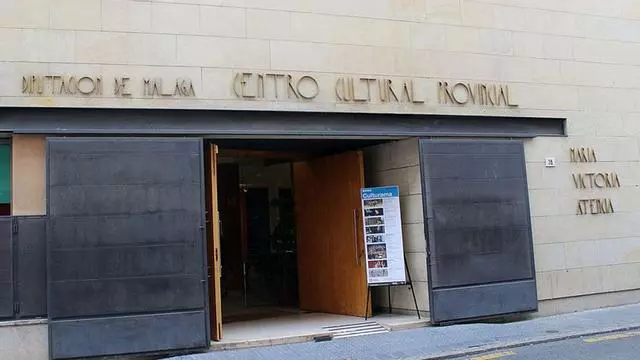 DIPUTACION DE MALAGA CENTRO CULTURAL PROVINCIAL
MARIA
VICTORIA
ATENCIA
Culturama